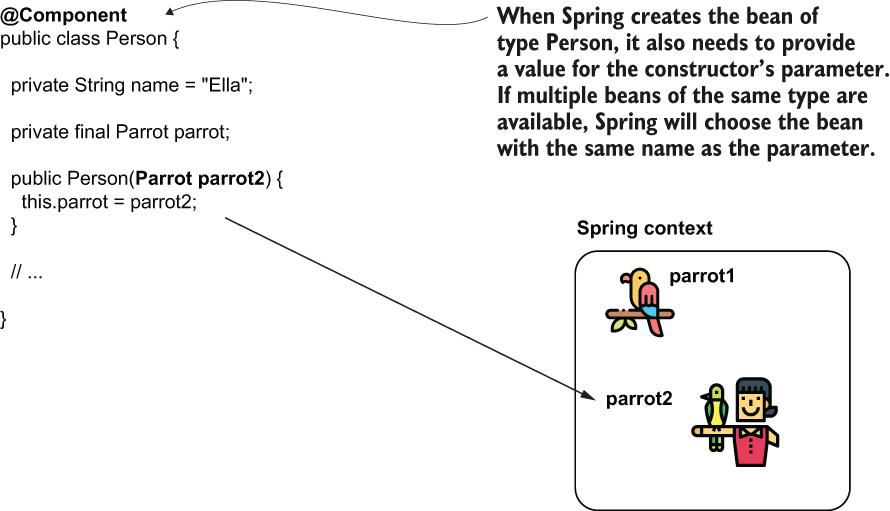 @Component
public class Person {
private String name = "Ella";
private final Parrot parrot;
public Person(Parrot parrot2) {
this.parrot = parrot2;
}
// ...
}
When Spring creates the bean of
type Person, it also needs to provide
a value for the constructor’s parameter.
If multiple beans of the same type are
available, Spring will choose the bean
with the same name as the parameter.
Spring context
parrot1
parrot2